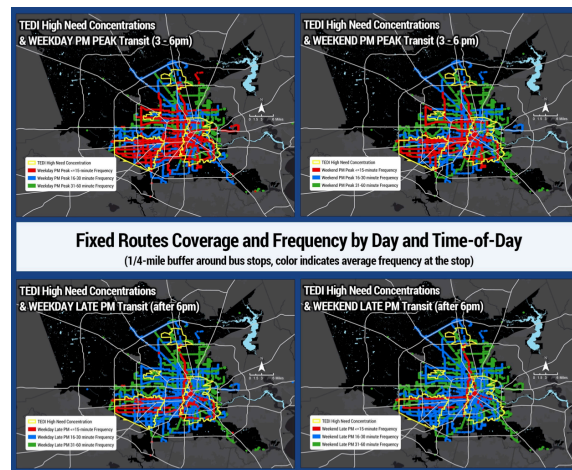 TEDI High Need Concentrations
& WEEKDAY PM PEAK Transit (3 - 6pm)
TEDI High Need Concentration
Weekday PM Peak <=15-minute Frequency
Weekday PM Peak 16-30 minute Frequency
Weekday PM Peak 31-60 minute Frequency
TEDI High Need Concentrations
& WEEKEND PM PEAK Transit (3 - 6 pm)
TEDI High Need Concentration
Weekend PM Peak <=15-minute Frequency
Weekend PM Peak 16-30 minute Frequency
Weekend PM Peak 31-60 minute Frequency
Fixed Routes Coverage and Frequency by Day and Time-of-Day
(1/4-mile buffer around bus stops, color indicates average frequency at the stop)
TEDI High Need Concentrations
& WEEKDAY LATE PM Transit (after 6pm)
TEDI High Need Concentration
Weekday Late PM <=15-minute Frequency
Weekday Late PM 16-30 minute Frequency
Weekday Late PM 31-60 minute Frequency
TEDI High Need Concentrations
& WEEKEND LATE PM Transit (after 6pm)
TEDI High Need Concentration
Weekend Late PM <=15-minute Frequency
Weekend Late PM 16-30 minute Frequency
Weekend Late PM 31-60 minute Frequency